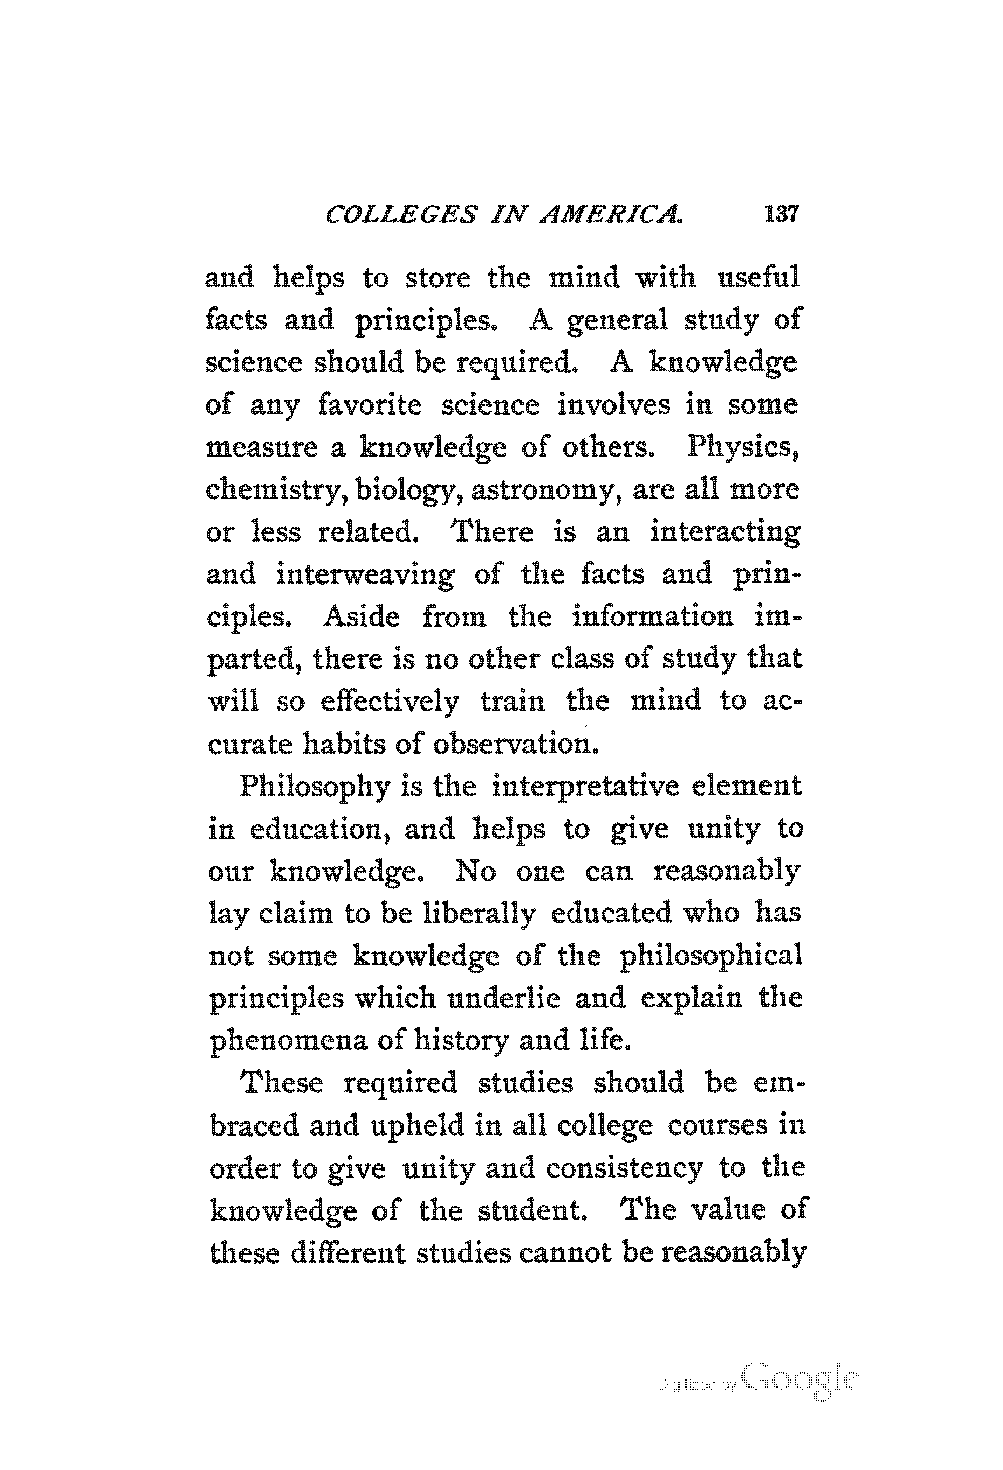 COLLEGES IN AMERICA. 137
and helps to store the mind with useful
facts and principles. A general study of
science should be required. A knowledge
of any favorite science involves in some
measure a knowledge of others. Physics,
chemistry, biology, astronomy, are all more
or less related. There is an interacting
and interweaving of the facts and prin-
ciples. Aside from the information im-
parted, there is no other class of study that
will so effectively train the mind to ac-
curate habits of observation.
Philosophy is the interpretative element
in education, and helps to give unity to
our knowledge. No one can reasonably
lay claim to be liberally educated who has
not some knowledge of the philosophical
principles which underlie and explain the
phenomena of history and life.
These required studies should be em-
braced and upheld in all college courses in
order to give unity and consistency to the
knowledge of the student. The value of
these different studies cannot be reasonably
Digitized by Google